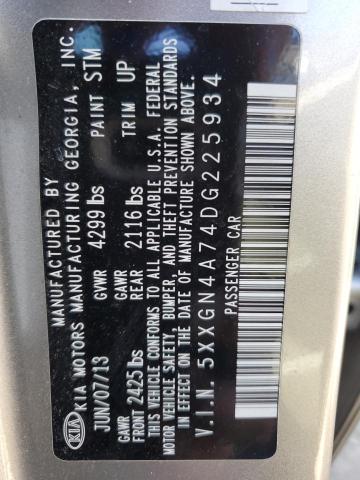 MANUFACTURED BY
KIA KIA MOTORS MANUFACTURING GEORGIA, INC.
JUN/07/13 GVWR 4299 lbs PAINT STM
GAWR FRONT 2425 lbs GAWR REAR 2116 lbs TRIM UP
THIS VEHICLE CONFORMS TO ALL APPLICABLE U.S.A. FEDERAL
MOTOR VEHICLE SAFETY, BUMPER AND THEFT PREVENTION STANDARDS
IN EFFECT ON THE DATE OF MANUFACTURE SHOWN ABOVE.
V.I.N. 5XXGN4A74DG225934
PASSENGER CAR